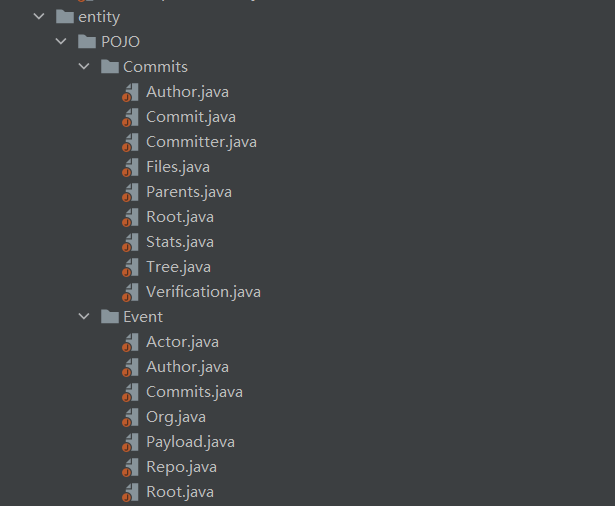 entity
POJO
Commits
Author.java
Commit.java
Committer.java
Files.java
Parents.java
Root.java
Stats.java
Tree.java
Verification.java
Event
Actor.java
Author.java
Commits.java
Org.java
Payload.java
Repo.java
Root.java